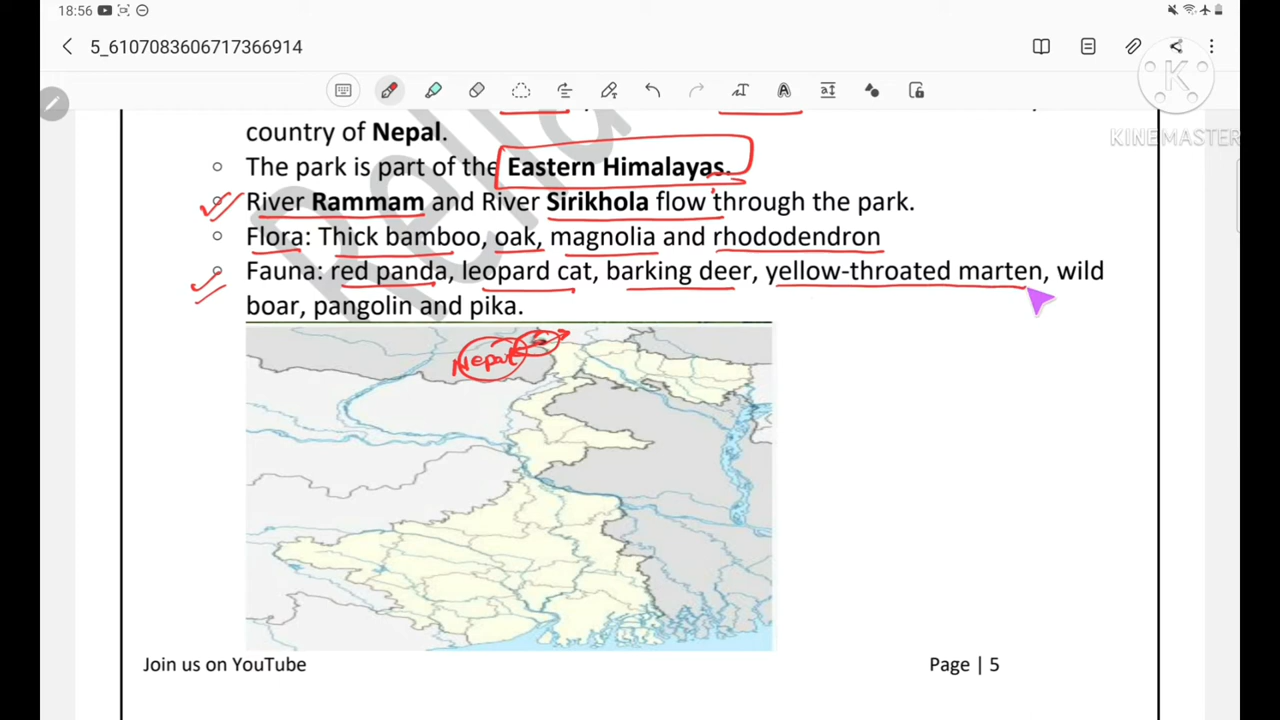 18:56
5_6107083606717366914
K
KINEMASTER
country of Nepal.
The park is part of the Eastern Himalayas.
River Rammam and River Sirikhola flow through the park.
Flora: Thick bamboo, oak, magnolia and rhododendron
Fauna: red panda, leopard cat, barking deer, yellow-throated marten, wild
boar, pangolin and pika.
Nepal
Join us on YouTube
Page | 5